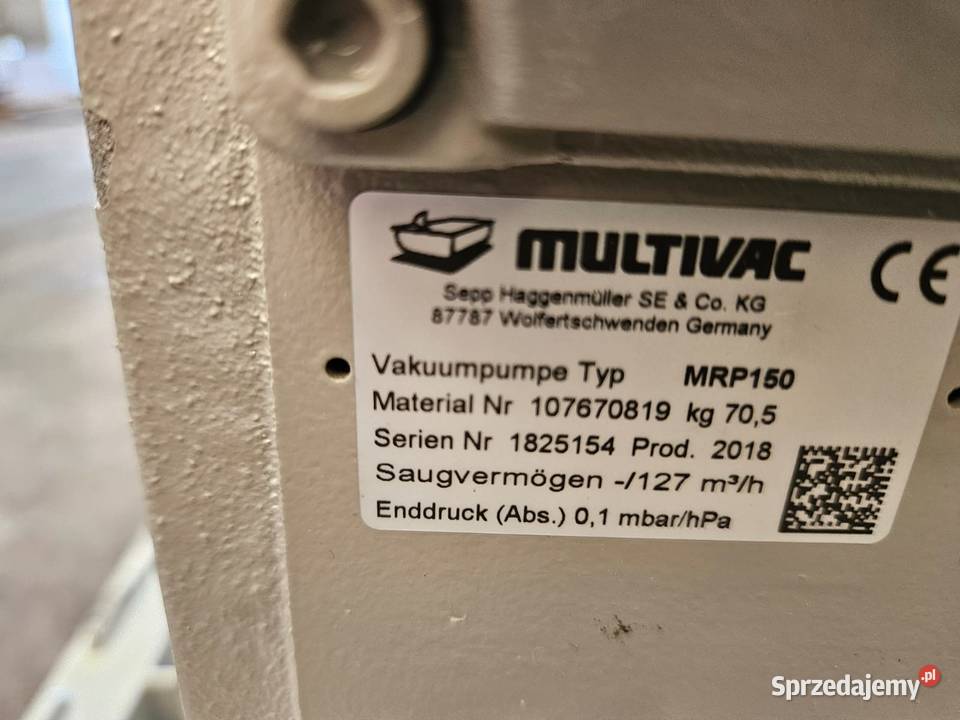 MULTIVAC CE
Sepp Haggenmüller SE & Co. KG
87787 Wolfertschwenden Germany
Vakuumpumpe Typ MRP150
Material Nr 107670819 kg 70,5
Serien Nr 1825154 Prod. 2018
Saugvermögen -/127 m³/h
Enddruck (Abs.) 0,1 mbar/hPa
Sprzedajemy.pl